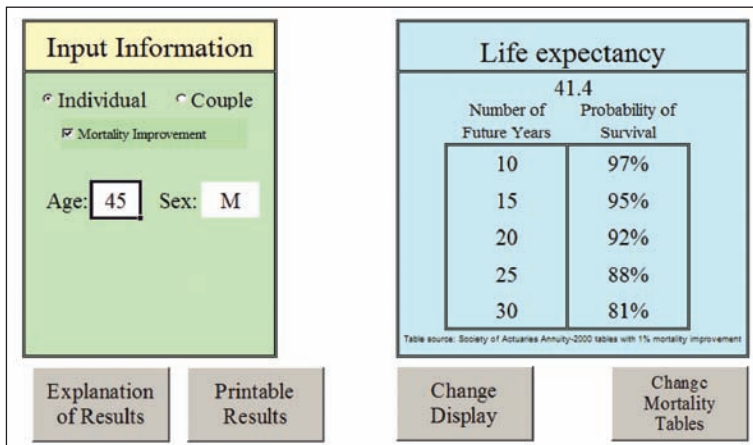 Input Information
Individual Couple
Mortality Improvement
Age: 45 Sex: M
Explanation
of Results
Printable
Results
Life expectancy
41.4
Number of Probability of
Future Years Survival
10 97%
15 95%
20 92%
25 88%
30 81%
Table source: Society of Actuaries Annuity-2000 tables with 1% mortality improvement
Change
Display
Change
Mortality
Tables